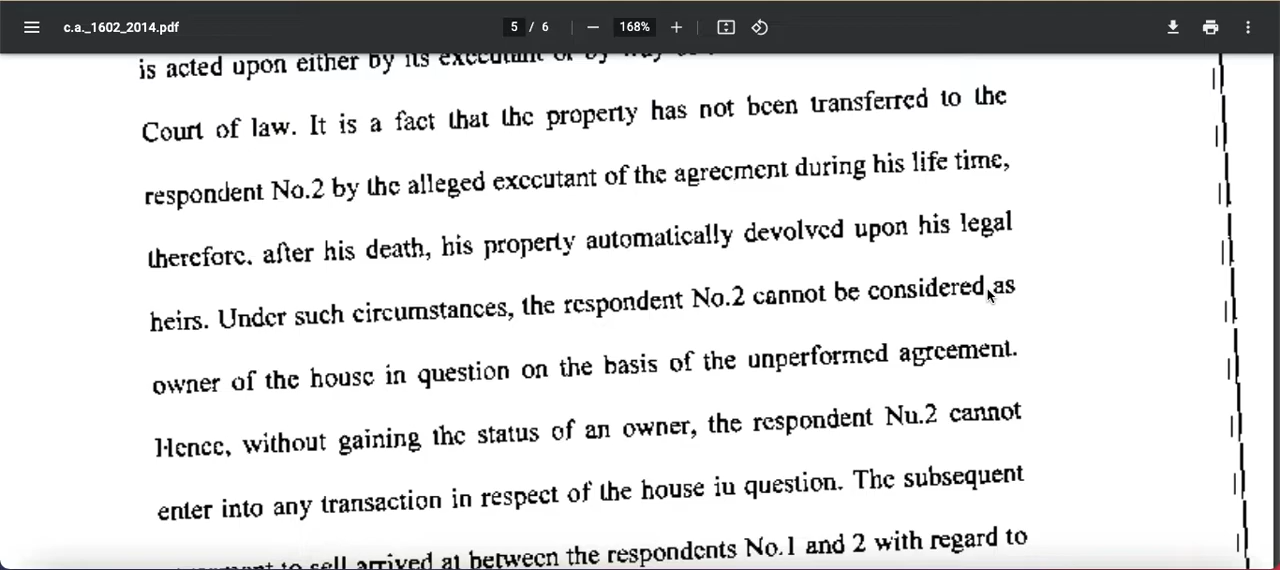 c.a._1602_2014.pdf 5 / 6 168%
is acted upon either by its executant or by way
Court of law. It is a fact that the property has not been transferred to the
respondent No.2 by the alleged executant of the agreement during his life time,
therefore. after his death, his property automatically devolved upon his legal
heirs. Under such circumstances, the respondent No.2 cannot be considered as
owner of the house in question on the basis of the unperformed agreement.
Hence, without gaining the status of an owner, the respondent Nu.2 cannot
enter into any transaction in respect of the house iu question. The subsequent
to sell arrived at between the respondents No.1 and 2 with regard to